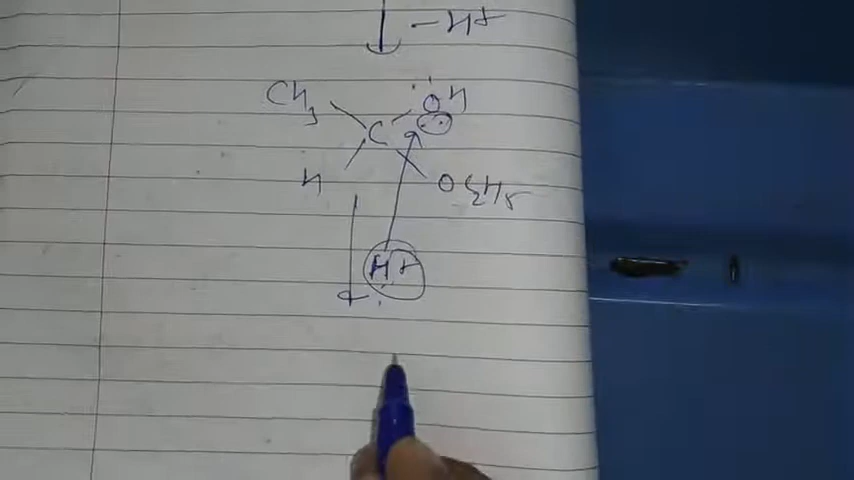 - H+
CH3 OH
C
H OC2H5
H+